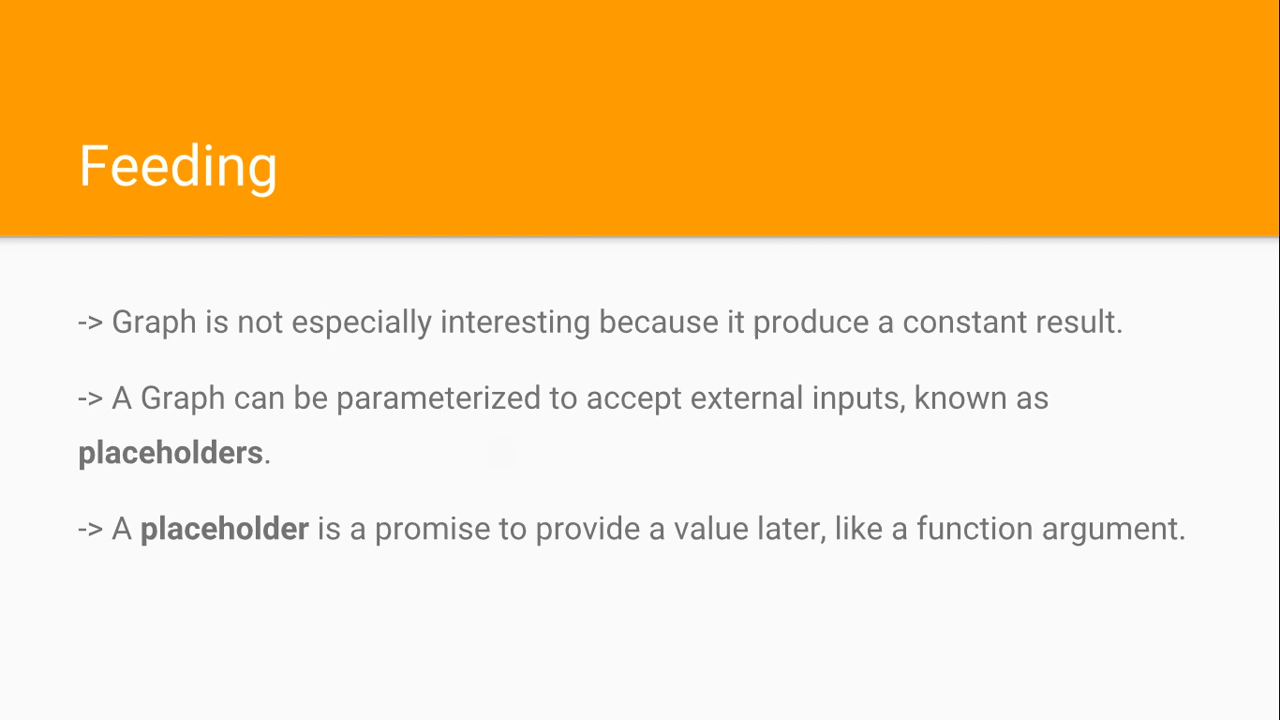 Feeding
-> Graph is not especially interesting because it produce a constant result.
-> A Graph can be parameterized to accept external inputs, known as
placeholders.
-> A placeholder is a promise to provide a value later, like a function argument.